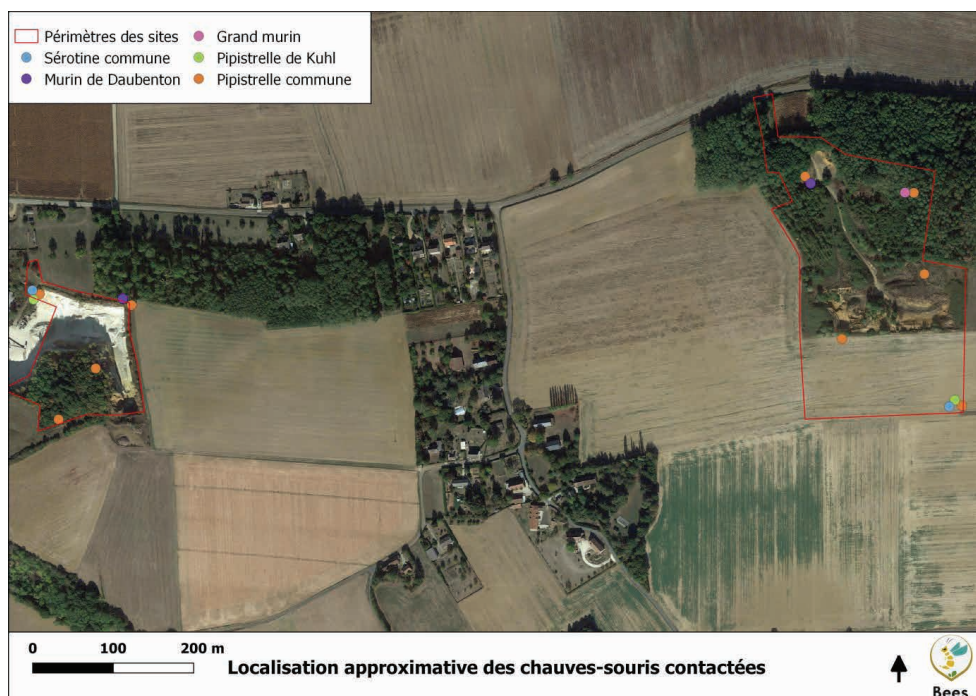 Périmètres des sites
Sérotine commune
Murin de Daubenton
Grand murin
Pipistrelle de Kuhl
Pipistrelle commune
0 100 200 m
Localisation approximative des chauves-souris contactées
Bees